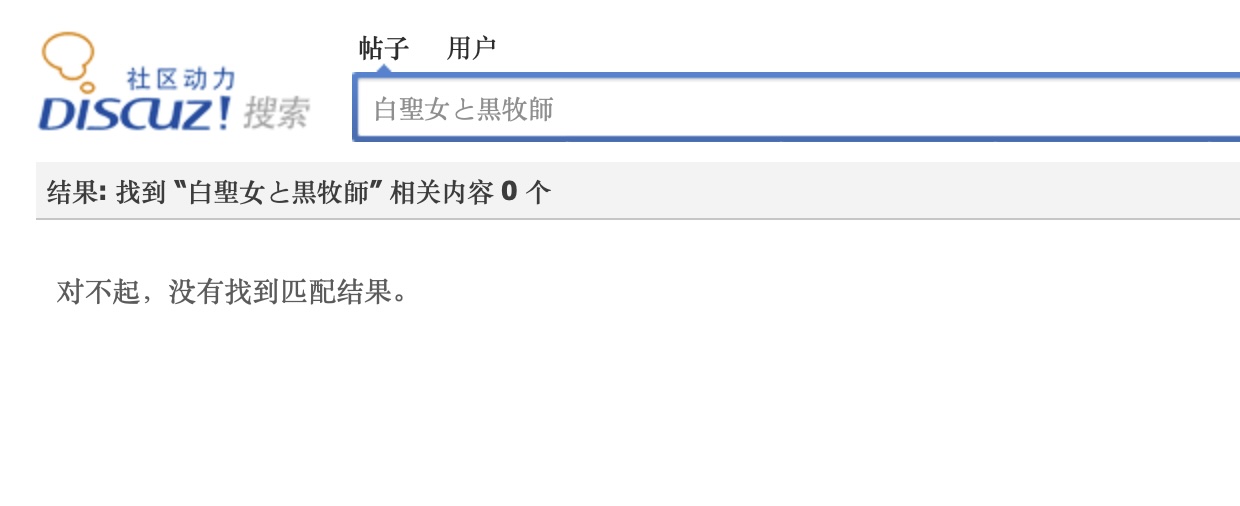 帖子 用户
社区动力
DISCUZ! 搜索
白聖女と黒牧師
结果: 找到 “白聖女と黒牧師” 相关内容 0 个
对不起，没有找到匹配结果。